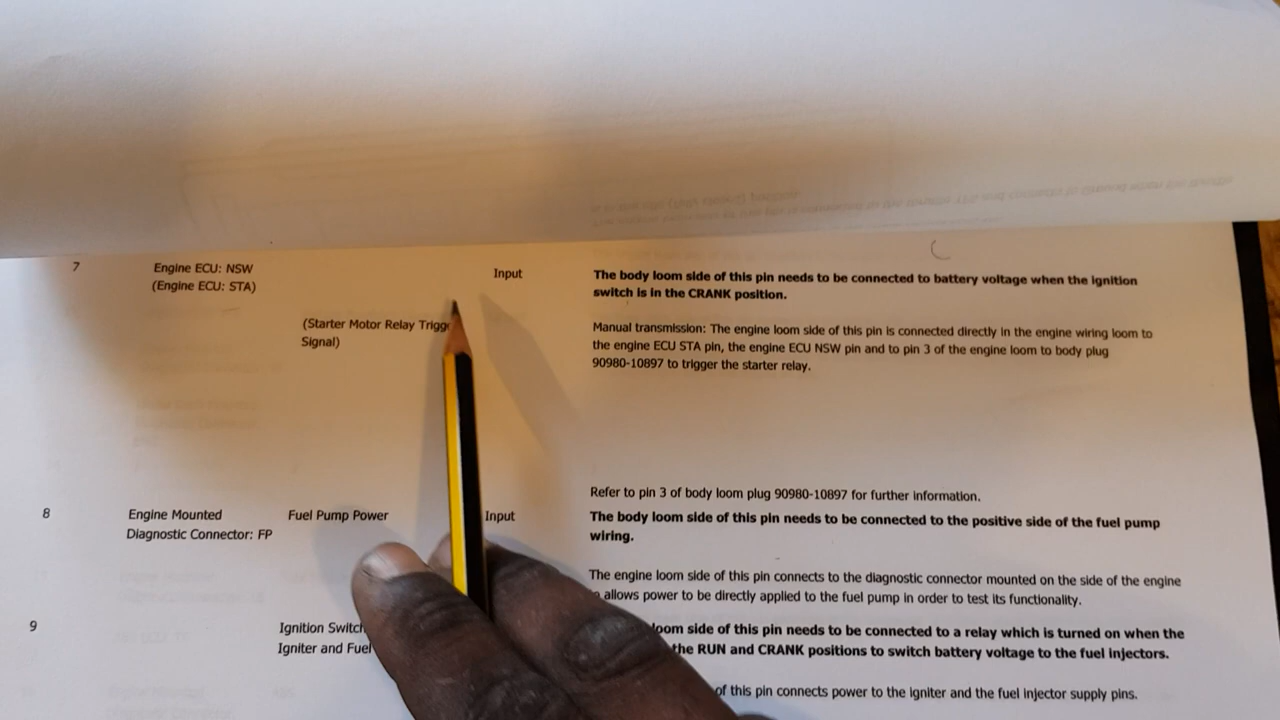 7
Engine ECU: NSW
(Engine ECU: STA)
Input
The body loom side of this pin needs to be connected to battery voltage when the ignition
switch is in the CRANK position.
(Starter Motor Relay
Signal)
Manual transmission: The engine loom side of this pin is connected directly in the engine wiring loom to
the engine ECU STA pin, the engine ECU NSW pin and to pin 3 of the engine loom to body plug
90980-10897 to trigger the starter relay.
Refer to pin 3 of body loom plug 90980-10897 for further information.
8
Engine Mounted
Diagnostic Connector: FP
Fuel Pump Power
Input
The body loom side of this pin needs to be connected to the positive side of the fuel pump
wiring.
The engine loom side of this pin connects to the diagnostic connector mounted on the side of the engine
allows power to be directly applied to the fuel pump in order to test its functionality.
9
Ignition Switch
Igniter and Fuel
loom side of this pin needs to be connected to a relay which is turned on when the
the RUN and CRANK positions to switch battery voltage to the fuel injectors.
of this pin connects power to the igniter and the fuel injector supply pins.